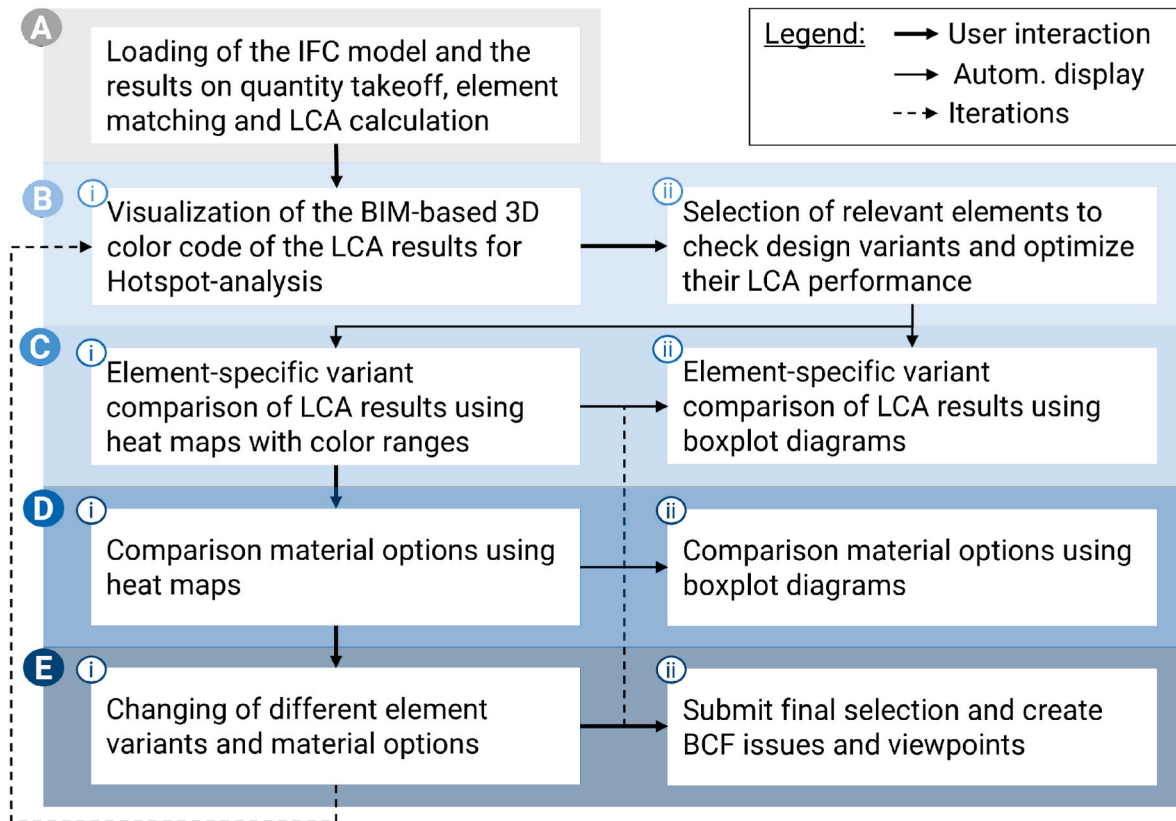 A
Loading of the IFC model and the
results on quantity takeoff, element
matching and LCA calculation
Legend:
User interaction
Autom. display
Iterations
B
i
Visualization of the BIM-based 3D
color code of the LCA results for
Hotspot-analysis
ii
Selection of relevant elements to
check design variants and optimize
their LCA performance
C
i
Element-specific variant
comparison of LCA results using
heat maps with color ranges
ii
Element-specific variant
comparison of LCA results using
boxplot diagrams
D
i
Comparison material options using
heat maps
ii
Comparison material options using
boxplot diagrams
E
i
Changing of different element
variants and material options
ii
Submit final selection and create
BCF issues and viewpoints